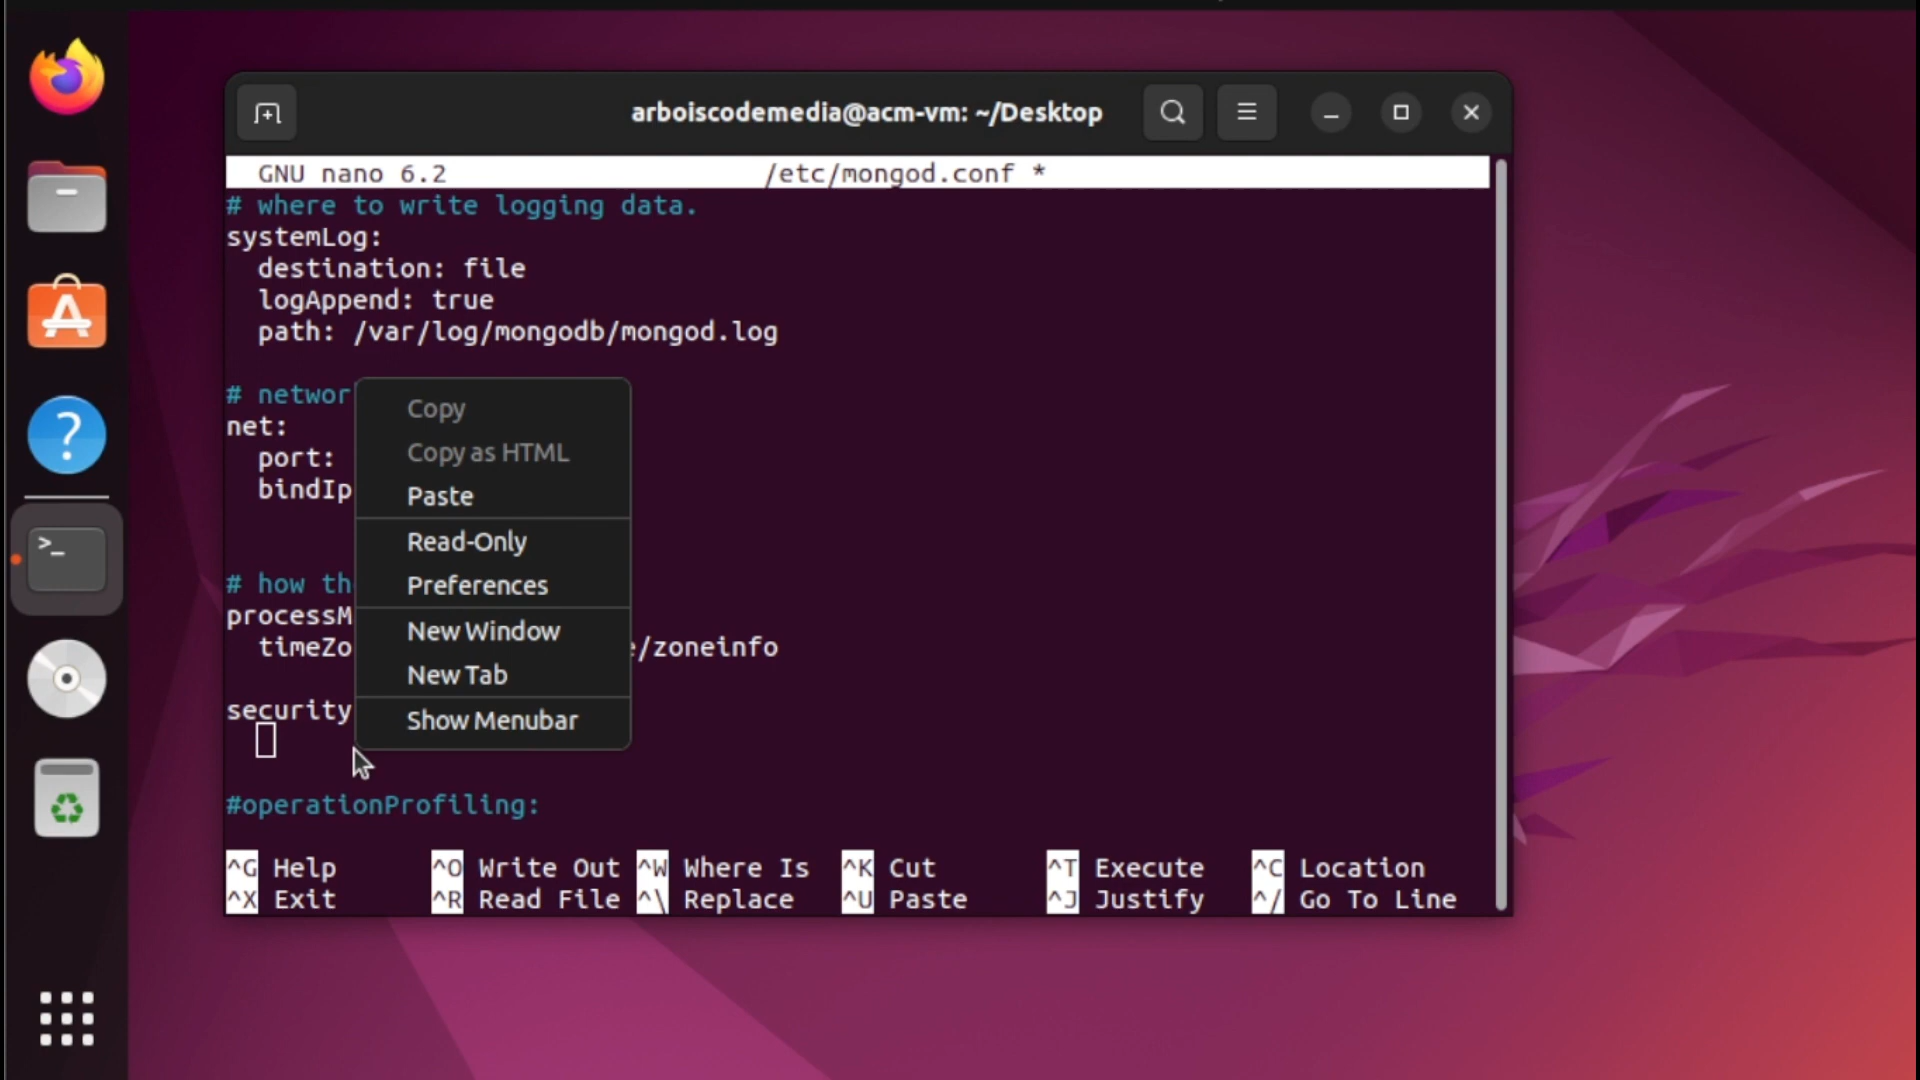 arboiscodemedia@acm-vm: ~/Desktop
GNU nano 6.2 /etc/mongod.conf *
# where to write logging data.
systemLog:
destination: file
logAppend: true
path: /var/log/mongodb/mongod.log
# networ
net:
port:
bindIp
# how th
processM
timeZo e/zoneinfo
security
#operationProfiling:
Copy
Copy as HTML
Paste
Read-Only
Preferences
New Window
New Tab
Show Menubar
^G Help ^O Write Out ^W Where Is ^K Cut ^T Execute ^C Location
^X Exit ^R Read File ^\ Replace ^U Paste ^J Justify ^/ Go To Line